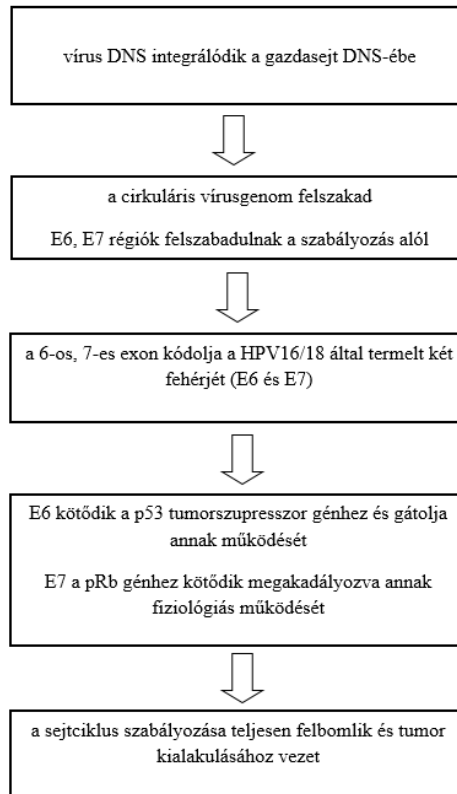 vírus DNS integrálódik a gazdasejt DNS-ébe
a cirkuláris vírusgenom felszakad
E6, E7 régiók felszabadulnak a szabályozás alól
a 6-os, 7-es exon kódolja a HPV16/18 által termelt két
fehérjét (E6 és E7)
E6 kötődik a p53 tumorszupresszor génhez és gátolja
annak működését
E7 a pRb génhez kötődik megakadályozva annak
fiziológiás működését
a sejtciklus szabályozása teljesen felbomlik és tumor
kialakulásához vezet